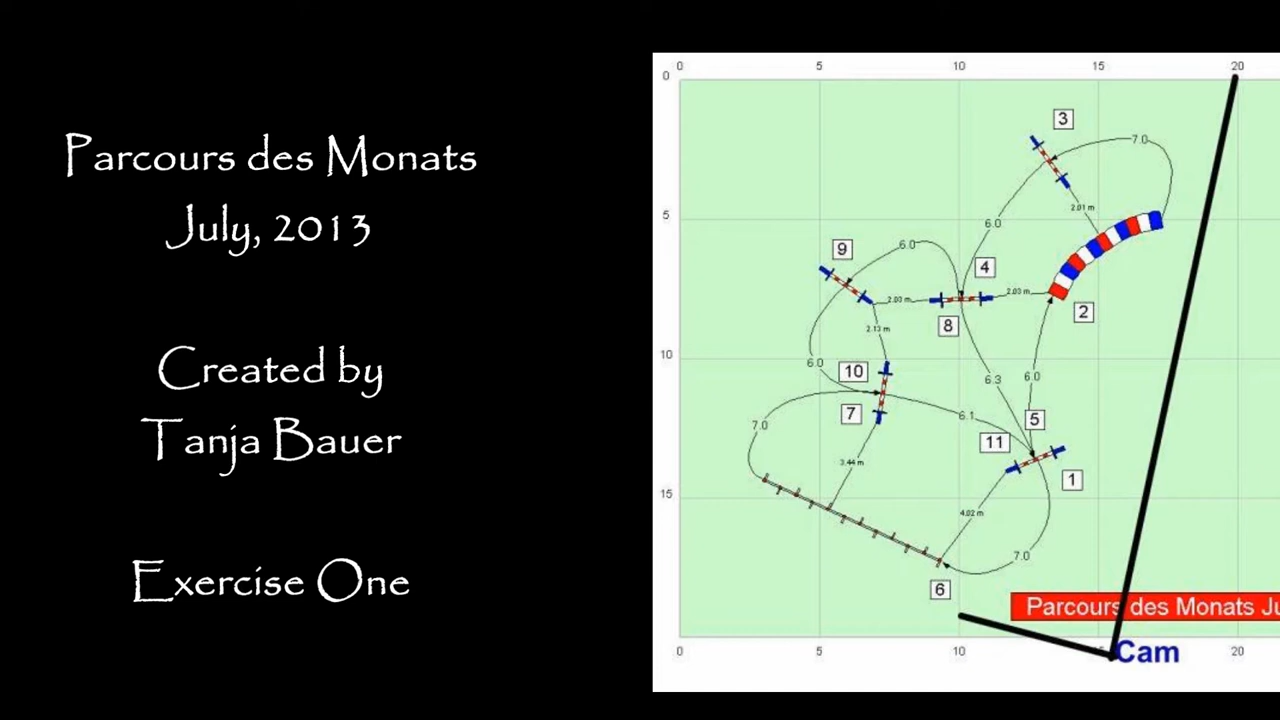 Parcours des Monats
July, 2013
Created by
Tanja Bauer
Exercise One
0 5 10 15 20
0
3
7.0
2.01 m
5
6.0
9
6.0
4
2.03 m
2.03 m
8
2
2.13 m
10
6.0
10
6.3
6.0
7
6.1
5
7.0
11
3.44 m
1
15
4.02 m
7.0
6
Parcours des Monats Ju
0 5 10 15 20
Cam